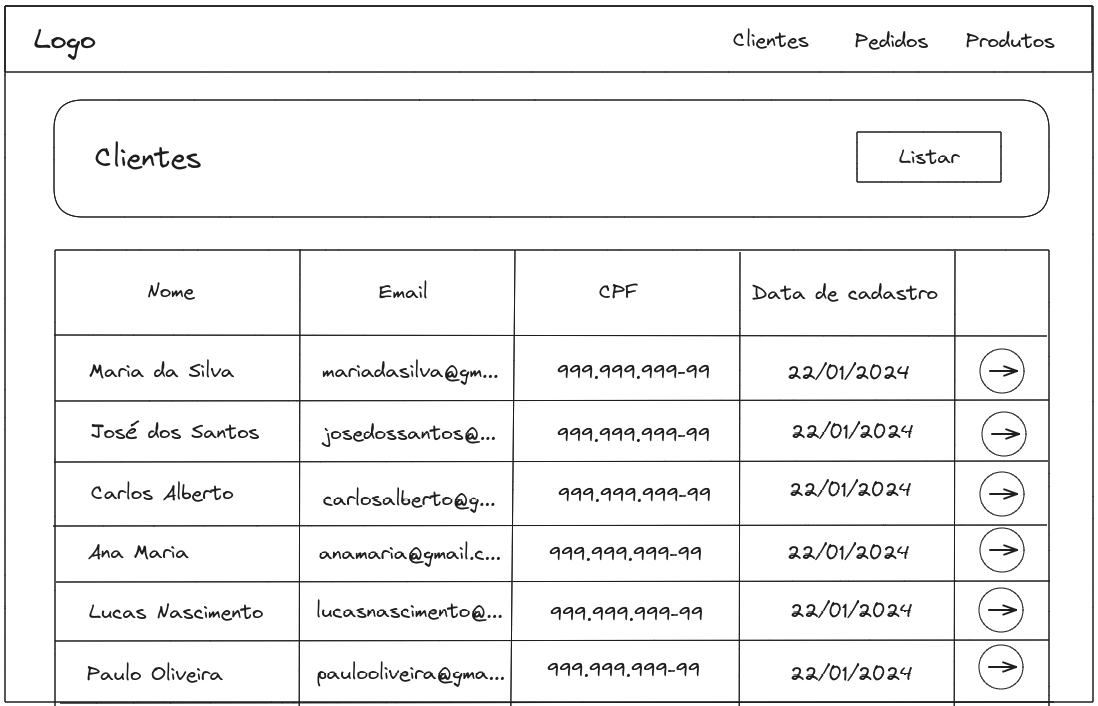 Logo Clientes Pedidos Produtos
Clientes Listar
Nome Email CPF Data de cadastro
Maria da Silva mariadasilva@gm... 999.999.999-99 22/01/2024
José dos Santos josedossantos@... 999.999.999-99 22/01/2024
Carlos Alberto carlosalberto@g... 999.999.999-99 22/01/2024
Ana Maria anamaria@gmail.c... 999.999.999-99 22/01/2024
Lucas Nascimento lucasnascimento@... 999.999.999-99 22/01/2024
Paulo Oliveira paulooliveira@gma... 999.999.999-99 22/01/2024